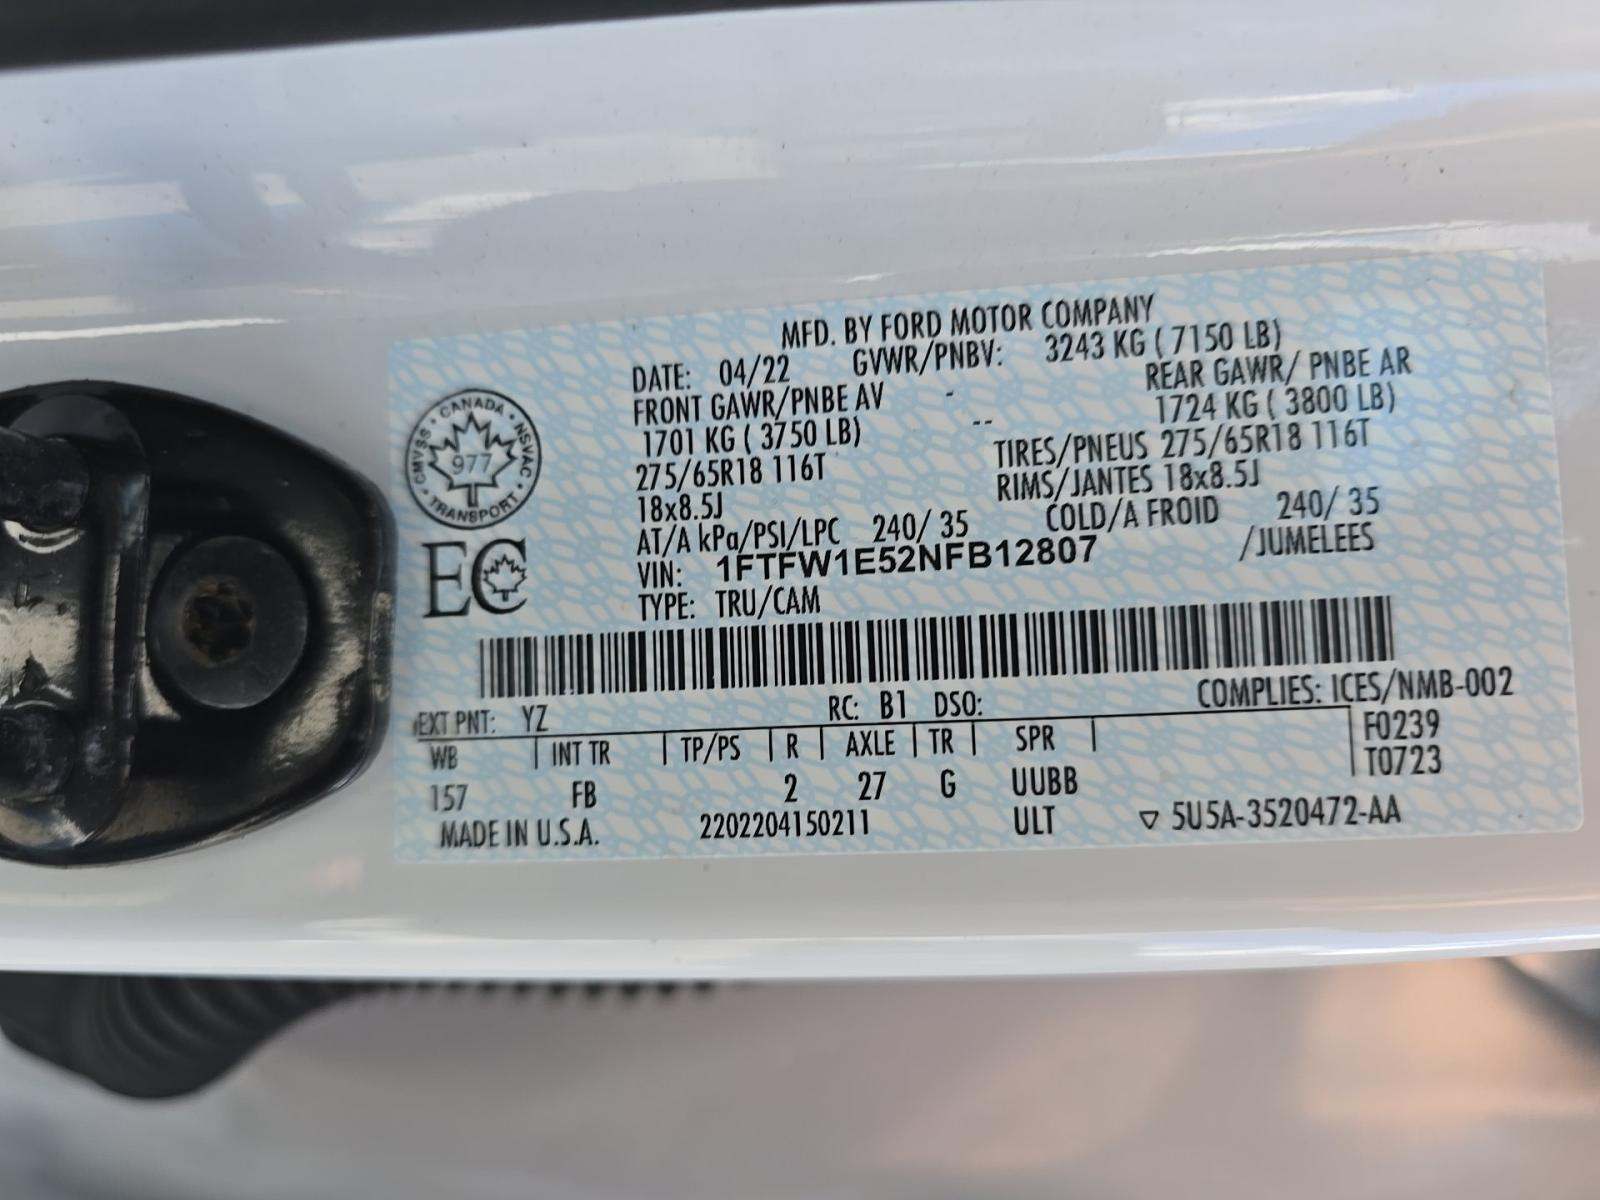 MFD. BY FORD MOTOR COMPANY
DATE: 04/22 GVWR/PNBV: 3243 KG ( 7150 LB)
FRONT GAWR/PNBE AV - REAR GAWR/ PNBE AR
1701 KG ( 3750 LB) -- 1724 KG ( 3800 LB)
275/65R18 116T TIRES/PNEUS 275/65R18 116T
18x8.5J RIMS/JANTES 18x8.5J
AT/A kPa/PSI/LPC 240/ 35 COLD/A FROID 240/ 35
VIN: 1FTFW1E52NFB12807 /JUMELEES
TYPE: TRU/CAM
CANADA • NSVAC • TRANSPORT • CMVSS •
977
EC
EXT PNT: YZ RC: B1 DSO: COMPLIES: ICES/NMB-002
WB | INT TR | TP/PS | R | AXLE | TR | SPR | F0239
T0723
157 FB 2 27 G UUBB
MADE IN U.S.A. 2202204150211 ULT ▽ 5U5A-3520472-AA